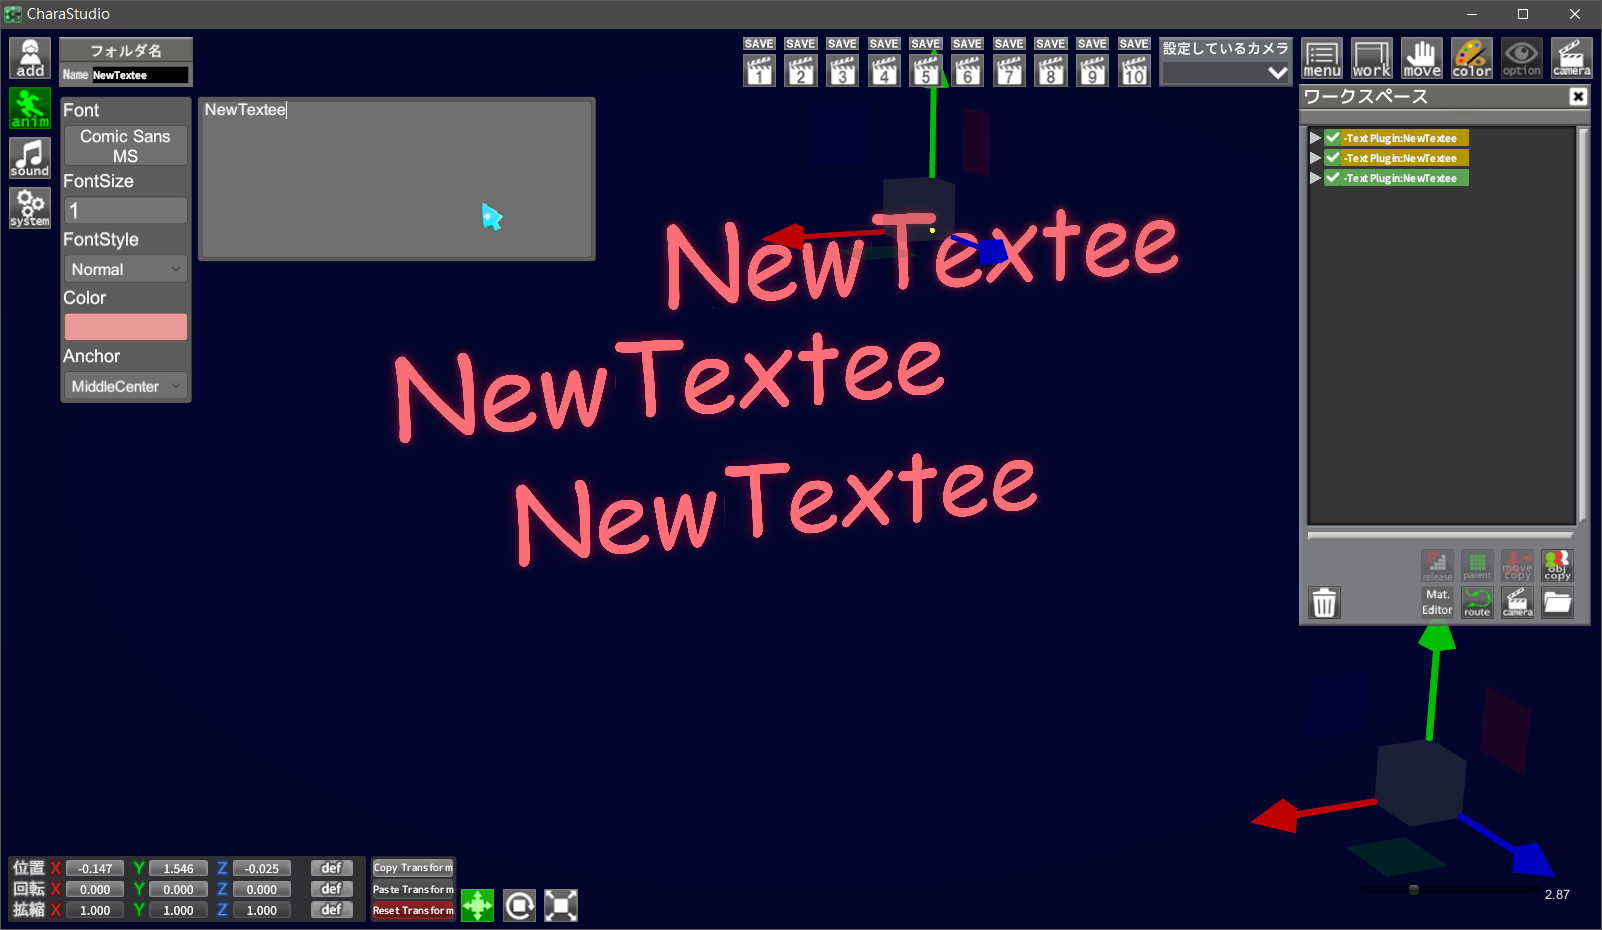 CharaStudio
add
フォルダ名
Name NewTextee
anim
sound
system
Font
Comic Sans
MS
FontSize
1
FontStyle
Normal
Color
Anchor
MiddleCenter
NewTextee
SAVE SAVE SAVE SAVE SAVE SAVE SAVE SAVE SAVE SAVE
1 2 3 4 5 6 7 8 9 10
設定しているカメラ
menu work move color option camera
ワークスペース
-Text Plugin:NewTextee
-Text Plugin:NewTextee
-Text Plugin:NewTextee
NewTextee
NewTextee
NewTextee
release parent move copy obj copy
Mat. Editor route camera
位置 X -0.147 Y 1.546 Z -0.025 def
回転 X 0.000 Y 0.000 Z 0.000 def
拡縮 X 1.000 Y 1.000 Z 1.000 def
Copy Transform
Paste Transform
Reset Transform
2.87